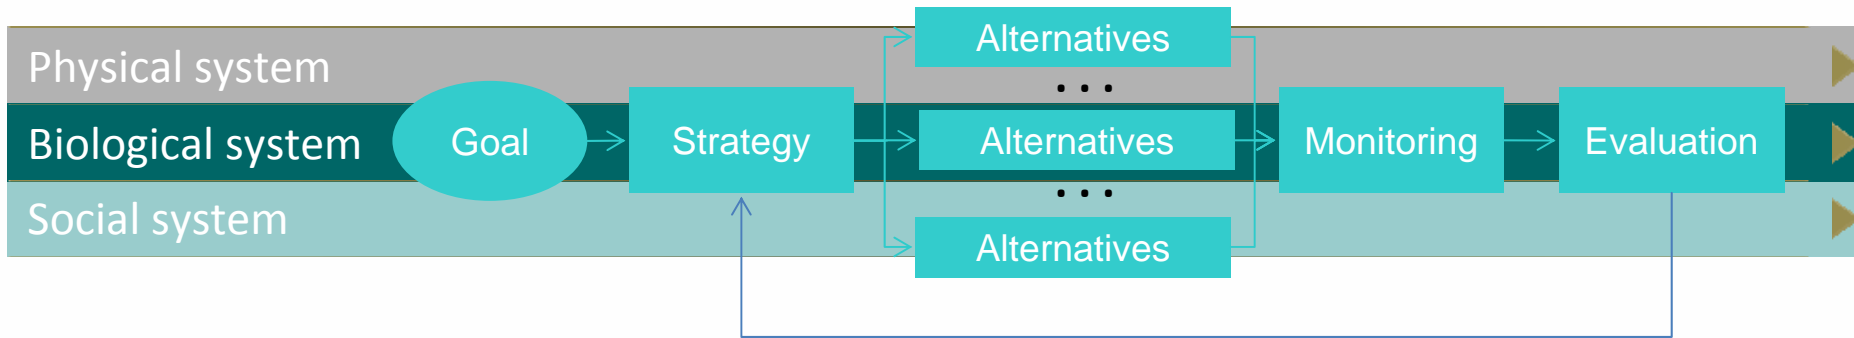 Physical system
Biological system
Social system
Goal
Strategy
Alternatives
. . .
Alternatives
. . .
Alternatives
Monitoring
Evaluation